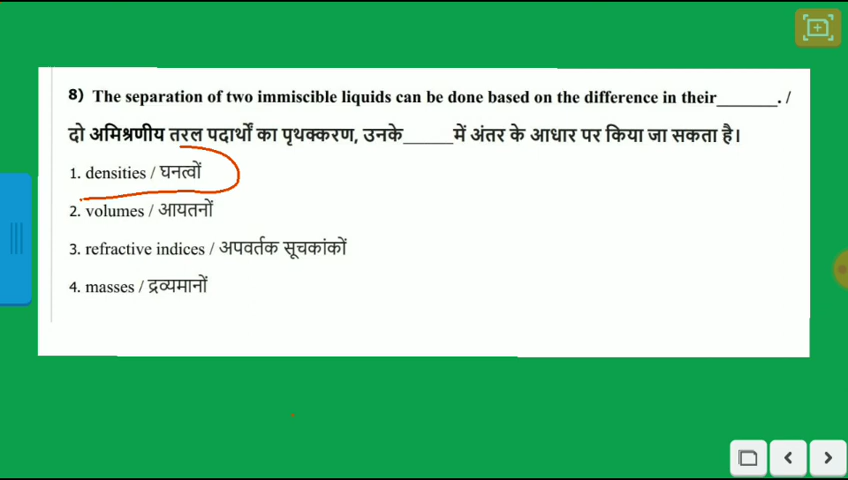 8) The separation of two immiscible liquids can be done based on the difference in their______. /
दो अमिश्रणीय तरल पदार्थों का पृथक्करण, उनके_____में अंतर के आधार पर किया जा सकता है।
1. densities / घनत्वों
2. volumes / आयतनों
3. refractive indices / अपवर्तक सूचकांकों
4. masses / द्रव्यमानों